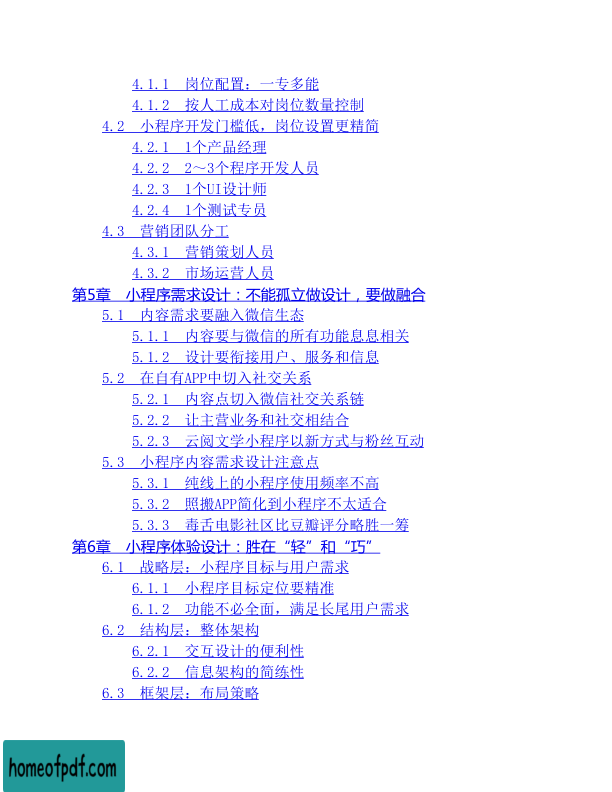 4.1.1 岗位配置：一专多能
4.1.2 按人工成本对岗位数量控制
4.2 小程序开发门槛低，岗位设置更精简
4.2.1 1个产品经理
4.2.2 2～3个程序开发人员
4.2.3 1个UI设计师
4.2.4 1个测试专员
4.3 营销团队分工
4.3.1 营销策划人员
4.3.2 市场运营人员
第5章 小程序需求设计：不能孤立做设计，要做融合
5.1 内容需求要融入微信生态
5.1.1 内容要与微信的所有功能息息相关
5.1.2 设计要衔接用户、服务和信息
5.2 在自有APP中切入社交关系
5.2.1 内容点切入微信社交关系链
5.2.2 让主营业务和社交相结合
5.2.3 云阅文学小程序以新方式与粉丝互动
5.3 小程序内容需求设计注意点
5.3.1 纯线上的小程序使用频率不高
5.3.2 照搬APP简化到小程序不太适合
5.3.3 毒舌电影社区比豆瓣评分略胜一筹
第6章 小程序体验设计：胜在“轻”和“巧”
6.1 战略层：小程序目标与用户需求
6.1.1 小程序目标定位要精准
6.1.2 功能不必全面，满足长尾用户需求
6.2 结构层：整体架构
6.2.1 交互设计的便利性
6.2.2 信息架构的简练性
6.3 框架层：布局策略
homeofpdf.com